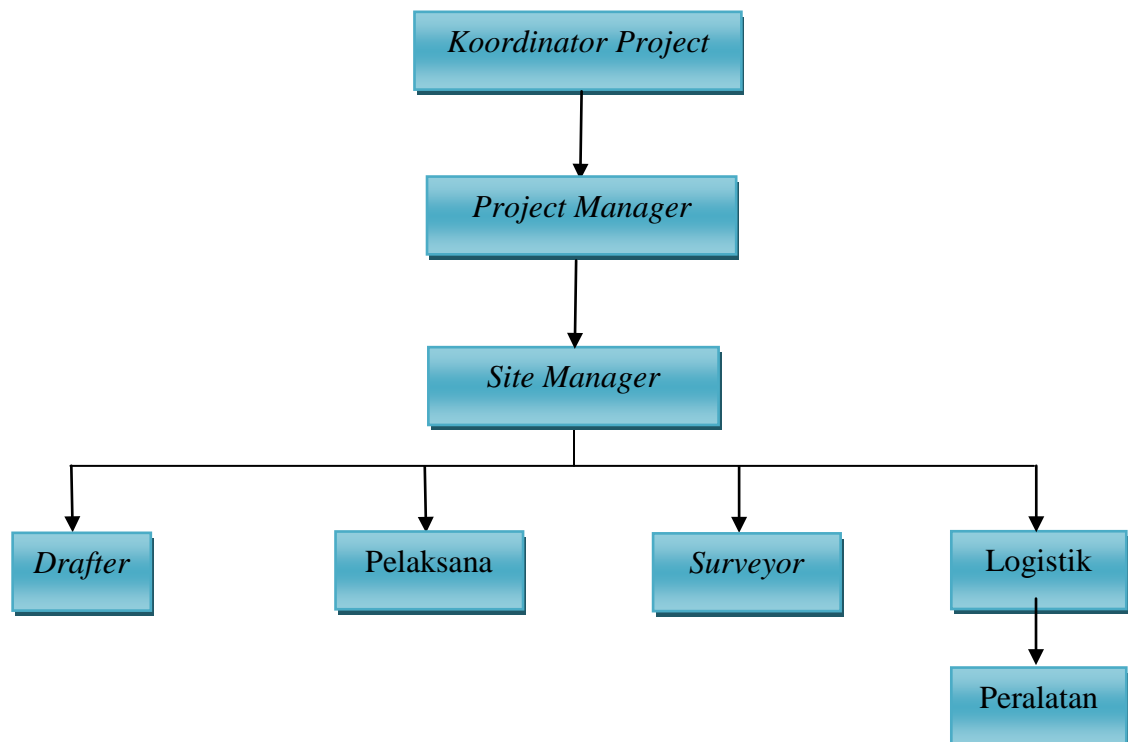 Koordinator Project
Project Manager
Site Manager
Drafter
Pelaksana
Surveyor
Logistik
Peralatan